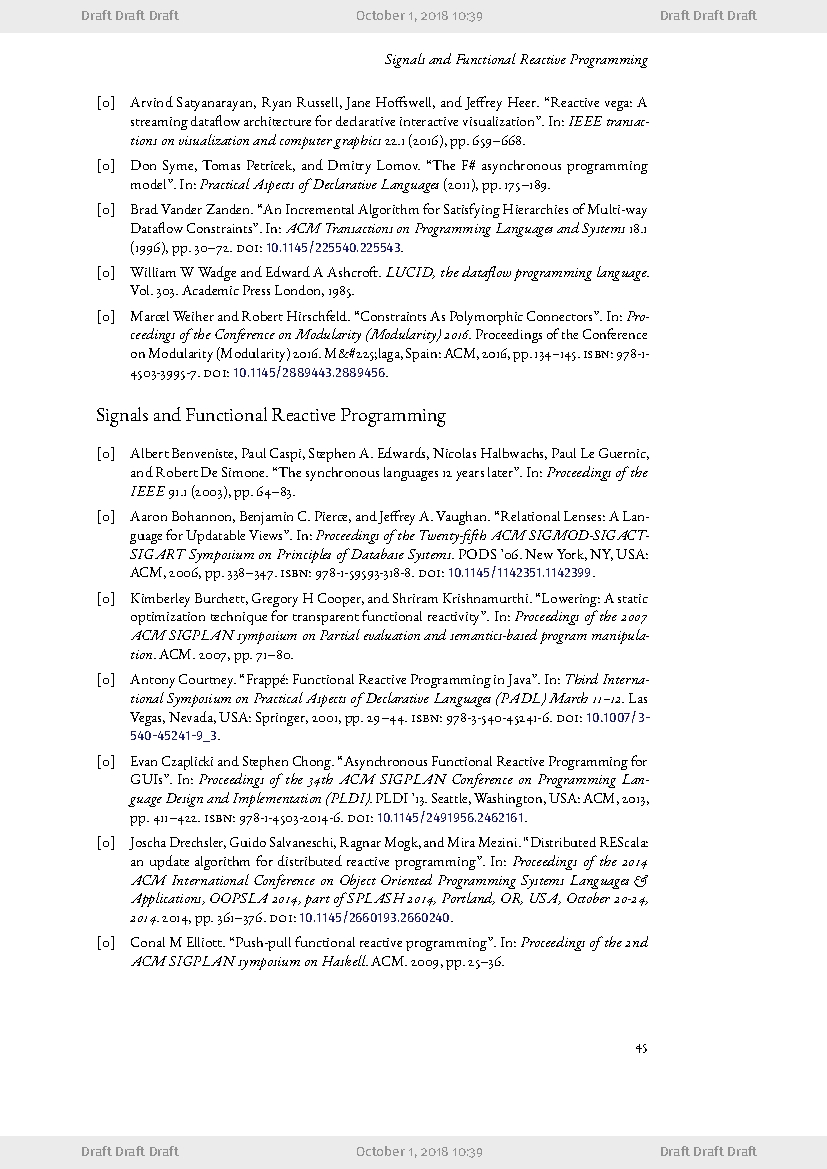 Draft Draft Draft October 1, 2018 10:39 Draft Draft Draft
Signals and Functional Reactive Programming
[0] Arvind Satyanarayan, Ryan Russell, Jane Hoffswell, and Jeffrey Heer. “Reactive vega: A
streaming dataflow architecture for declarative interactive visualization”. In: IEEE transac-
tions on visualization and computer graphics 22.1 (2016), pp. 659–668.
[0] Don Syme, Tomas Petricek, and Dmitry Lomov. “The F# asynchronous programming
model”. In: Practical Aspects of Declarative Languages (2011), pp. 175–189.
[0] Brad Vander Zanden. “An Incremental Algorithm for Satisfying Hierarchies of Multi-way
Dataflow Constraints”. In: ACM Transactions on Programming Languages and Systems 18.1
(1996), pp. 30–72. DOI: 10.1145/225540.225543.
[0] William W Wadge and Edward A Ashcroft. LUCID, the dataflow programming language.
Vol. 303. Academic Press London, 1985.
[0] Marcel Weiher and Robert Hirschfeld. “Constraints As Polymorphic Connectors”. In: Pro-
ceedings of the Conference on Modularity (Modularity) 2016. Proceedings of the Conference
on Modularity (Modularity) 2016. M&#225;laga, Spain: ACM, 2016, pp. 134–145. ISBN: 978-1-
4503-3995-7. DOI: 10.1145/2889443.2889456.
Signals and Functional Reactive Programming
[0] Albert Benveniste, Paul Caspi, Stephen A. Edwards, Nicolas Halbwachs, Paul Le Guernic,
and Robert De Simone. “The synchronous languages 12 years later”. In: Proceedings of the
IEEE 91.1 (2003), pp. 64–83.
[0] Aaron Bohannon, Benjamin C. Pierce, and Jeffrey A. Vaughan. “Relational Lenses: A Lan-
guage for Updatable Views”. In: Proceedings of the Twenty-fifth ACM SIGMOD-SIGACT-
SIGART Symposium on Principles of Database Systems. PODS ’06. New York, NY, USA:
ACM, 2006, pp. 338–347. ISBN: 978-1-59593-318-8. DOI: 10.1145/1142351.1142399.
[0] Kimberley Burchett, Gregory H Cooper, and Shriram Krishnamurthi. “Lowering: A static
optimization technique for transparent functional reactivity”. In: Proceedings of the 2007
ACM SIGPLAN symposium on Partial evaluation and semantics-based program manipula-
tion. ACM. 2007, pp. 71–80.
[0] Antony Courtney. “Frappé: Functional Reactive Programming in Java”. In: Third Interna-
tional Symposium on Practical Aspects of Declarative Languages (PADL) March 11–12. Las
Vegas, Nevada, USA: Springer, 2001, pp. 29–44. ISBN: 978-3-540-45241-6. DOI: 10.1007/3-
540-45241-9_3.
[0] Evan Czaplicki and Stephen Chong. “Asynchronous Functional Reactive Programming for
GUIs”. In: Proceedings of the 34th ACM SIGPLAN Conference on Programming Lan-
guage Design and Implementation (PLDI). PLDI ’13. Seattle, Washington, USA: ACM, 2013,
pp. 411–422. ISBN: 978-1-4503-2014-6. DOI: 10.1145/2491956.2462161.
[0] Joscha Drechsler, Guido Salvaneschi, Ragnar Mogk, and Mira Mezini. “Distributed REScala:
an update algorithm for distributed reactive programming”. In: Proceedings of the 2014
ACM International Conference on Object Oriented Programming Systems Languages &
Applications, OOPSLA 2014, part of SPLASH 2014, Portland, OR, USA, October 20-24,
2014. 2014, pp. 361–376. DOI: 10.1145/2660193.2660240.
[0] Conal M Elliott. “Push-pull functional reactive programming”. In: Proceedings of the 2nd
ACM SIGPLAN symposium on Haskell. ACM. 2009, pp. 25–36.
45
Draft Draft Draft October 1, 2018 10:39 Draft Draft Draft